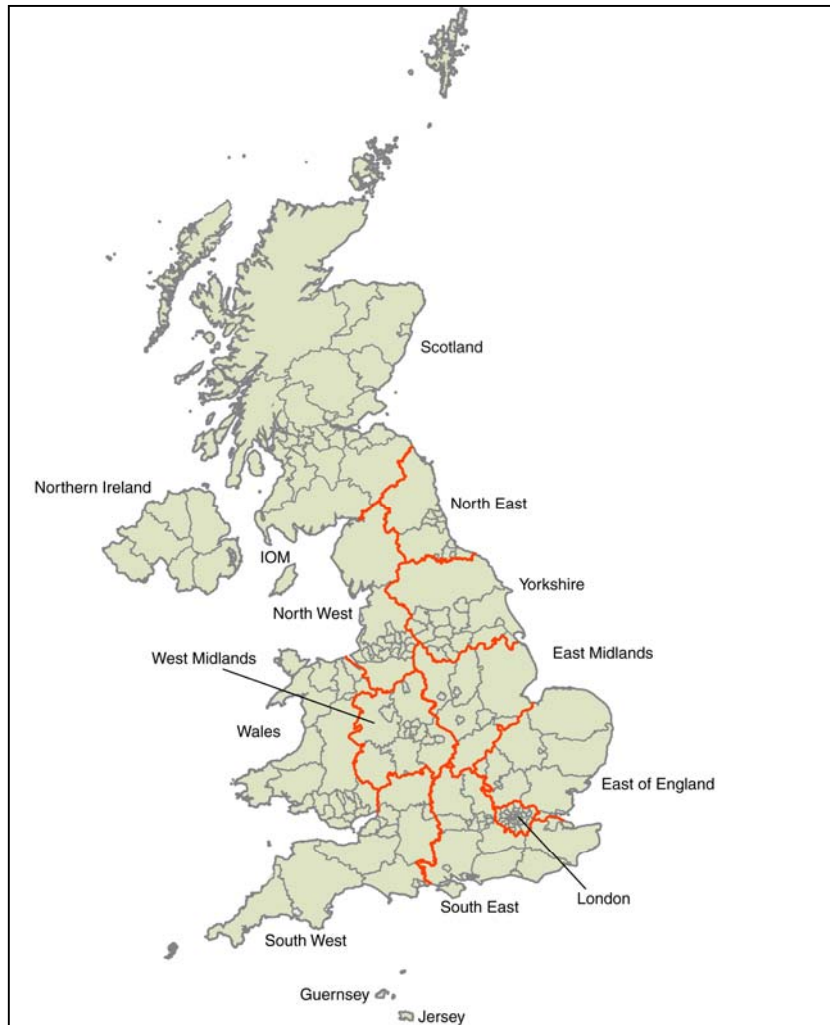 Scotland
Northern Ireland
North East
IOM
Yorkshire
North West
East Midlands
West Midlands
Wales
East of England
London
South East
South West
Guernsey
Jersey